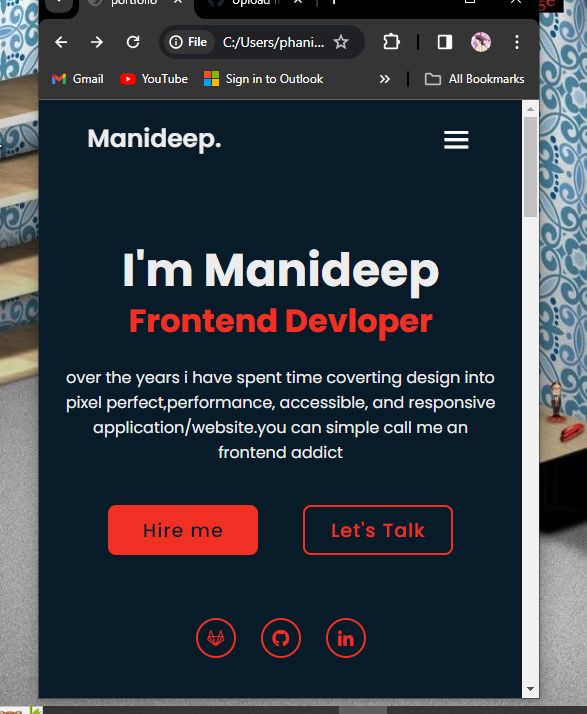 portfolio
Upload
File C:/Users/phani...
Gmail YouTube Sign in to Outlook » All Bookmarks
Manideep.
I'm Manideep
Frontend Devloper
over the years i have spent time coverting design into
pixel perfect,performance, accessible, and responsive
application/website.you can simple call me an
frontend addict
Hire me Let's Talk
in